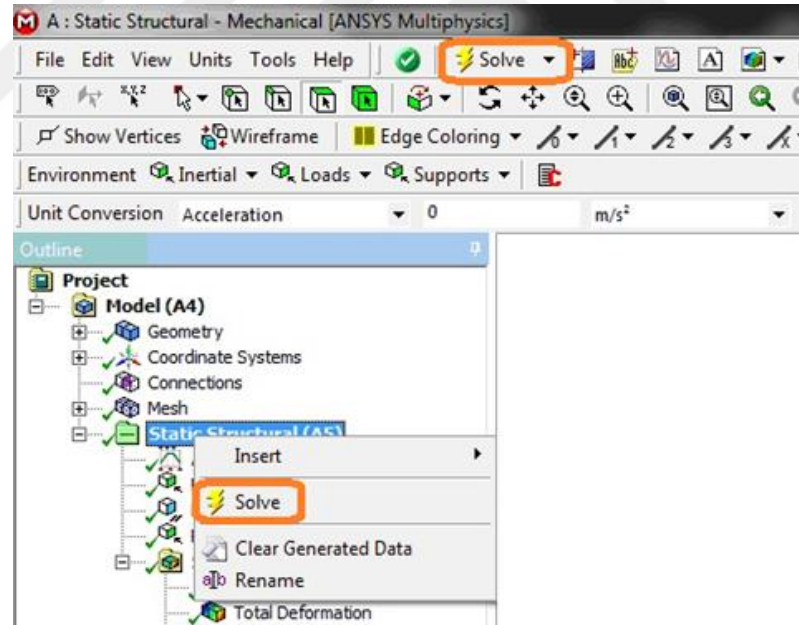 A : Static Structural - Mechanical [ANSYS Multiphysics]
File Edit View Units Tools Help Solve Abc A
x,y,z
Show Vertices Wireframe Edge Coloring
Environment Inertial Loads Supports
Unit Conversion Acceleration 0 m/s²
Outline
Project
Model (A4)
Geometry
Coordinate Systems
Connections
Mesh
Static Structural (A5)
Insert
Solve
Clear Generated Data
Rename
Total Deformation